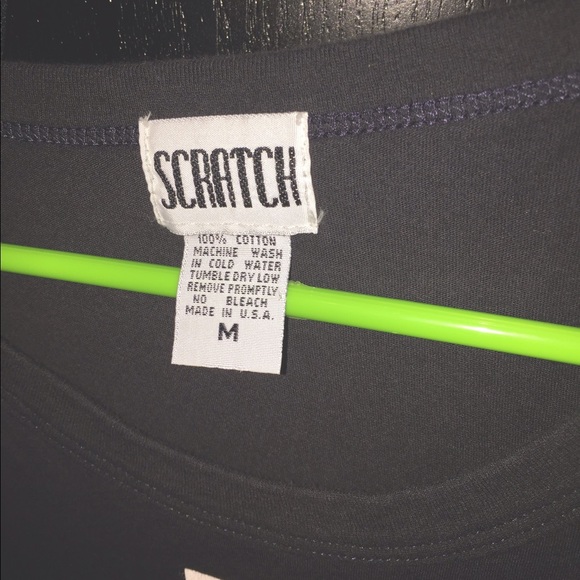 SCRATCH
100% COTTON
MACHINE WASH
IN COLD WATER
TUMBLE DRY LOW
REMOVE PROMPTLY
NO BLEACH
MADE IN U.S.A.
M